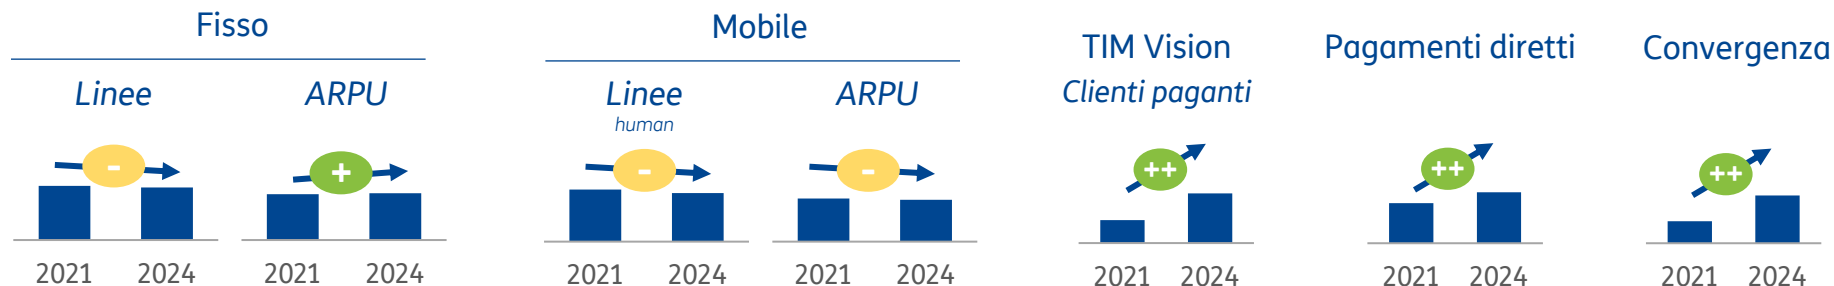 Fisso
Linee
ARPU
-
+
2021
2024
2021
2024
Mobile
Linee
human
ARPU
-
-
2021
2024
2021
2024
TIM Vision
Clienti paganti
++
2021
2024
Pagamenti diretti
++
2021
2024
Convergenza
++
2021
2024